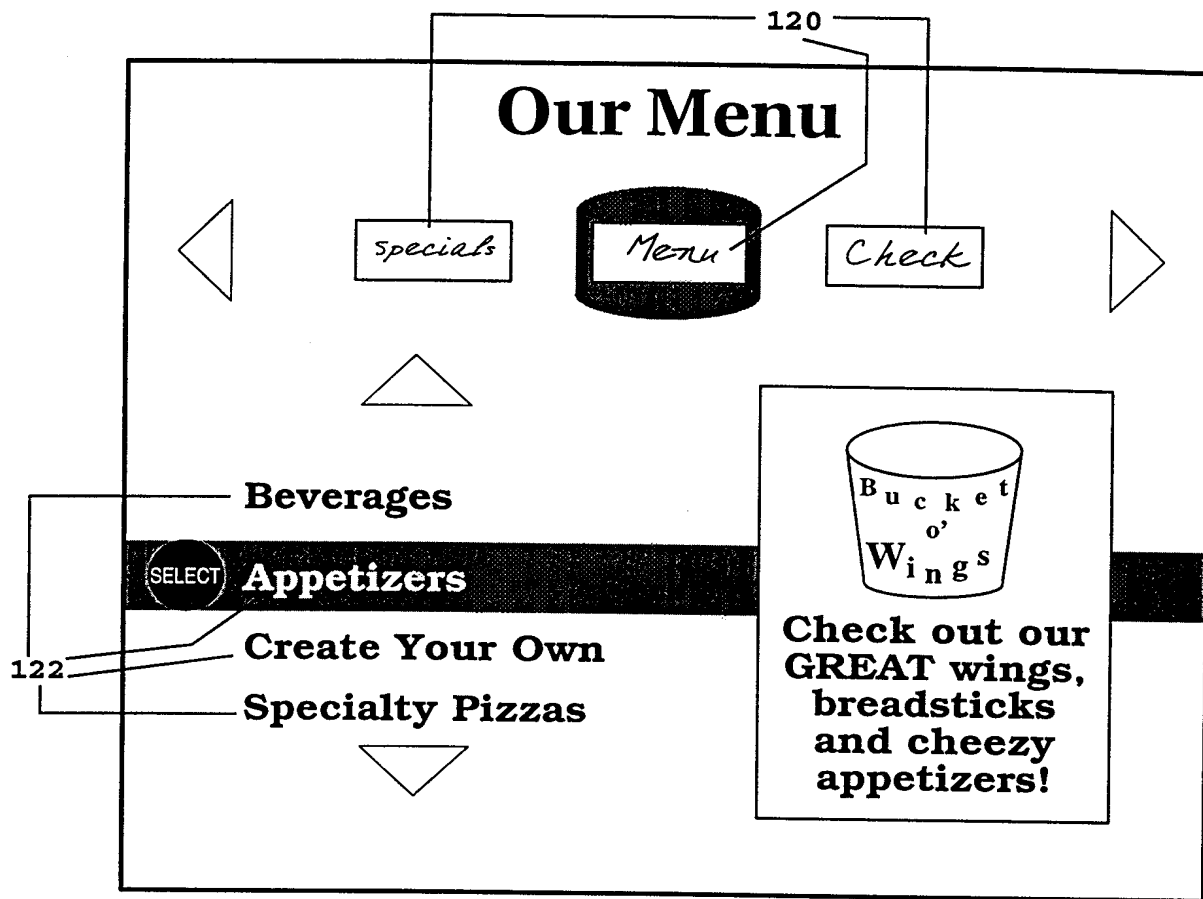 120
Our Menu
specials
Menu
Check
Beverages
SELECT Appetizers
Create Your Own
122
Specialty Pizzas
Bucket
o'
Wings
Check out our
GREAT wings,
breadsticks
and cheezy
appetizers!